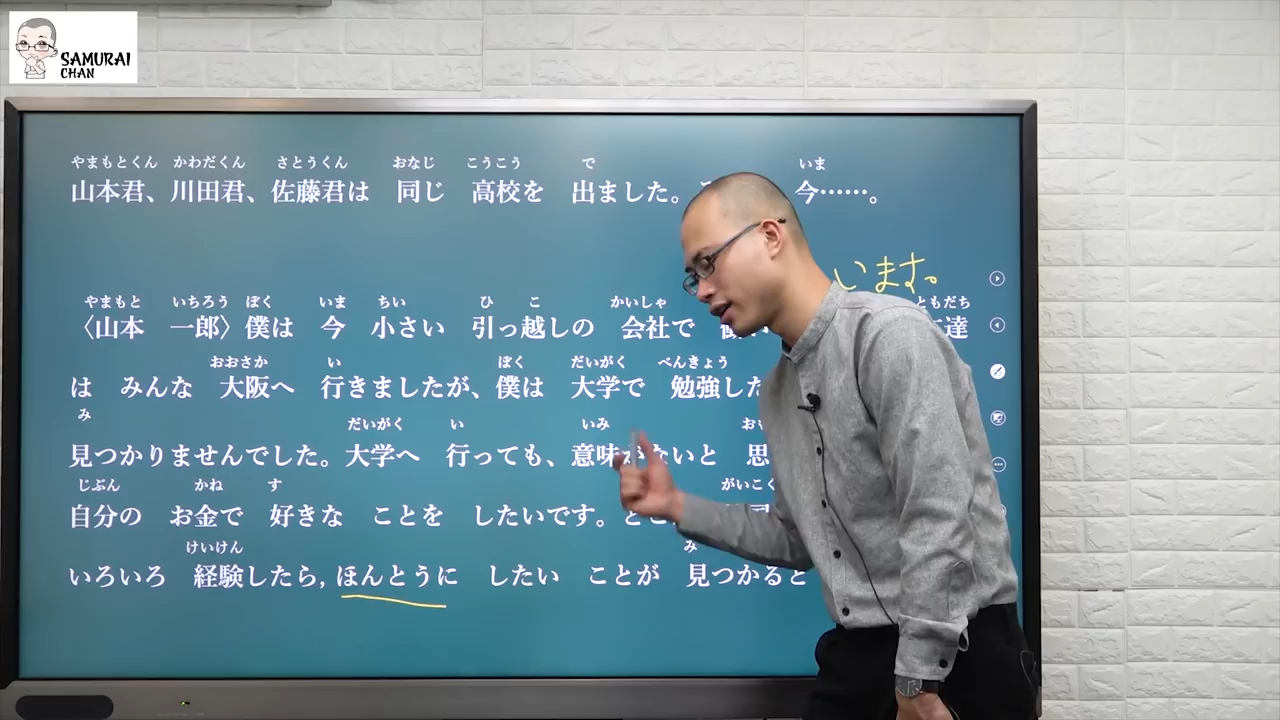 SAMURAI
CHAN
やまもとくん かわだくん さとうくん おなじ こうこう で いま
山本君、川田君、佐藤君は 同じ 高校を 出ました。 今……。
います。
やまもと いちろう ぼく いま ちい ひ こ かいしゃ ともだち
〈山本 一郎〉僕は 今 小さい 引っ越しの 会社で 達
おおさか い ぼく だいがく べんきょう
は みんな 大阪へ 行きましたが、僕は 大学で 勉強した
み だいがく い いみ
見つかりませんでした。大学へ 行っても、意味がないと 思
じぶん かね す がいこく
自分の お金で 好きな ことを したいです。
けいけん み
いろいろ 経験したら, ほんとうに したい ことが 見つかると